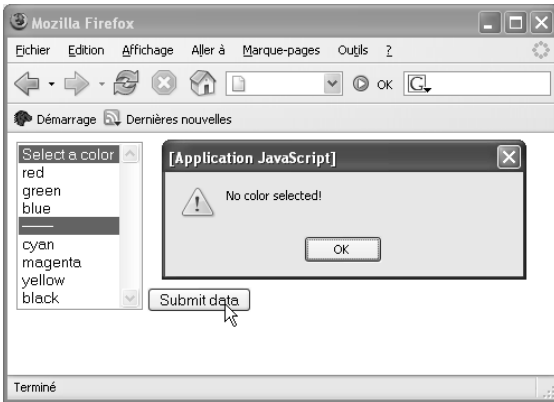 Mozilla Firefox
Fichier Edition Affichage Aller à Marque-pages Outils ?
OK G
Démarrage Dernières nouvelles
Select a color
red
green
blue
——
cyan
magenta
yellow
black
[Application JavaScript]
No color selected!
OK
Submit data
Terminé